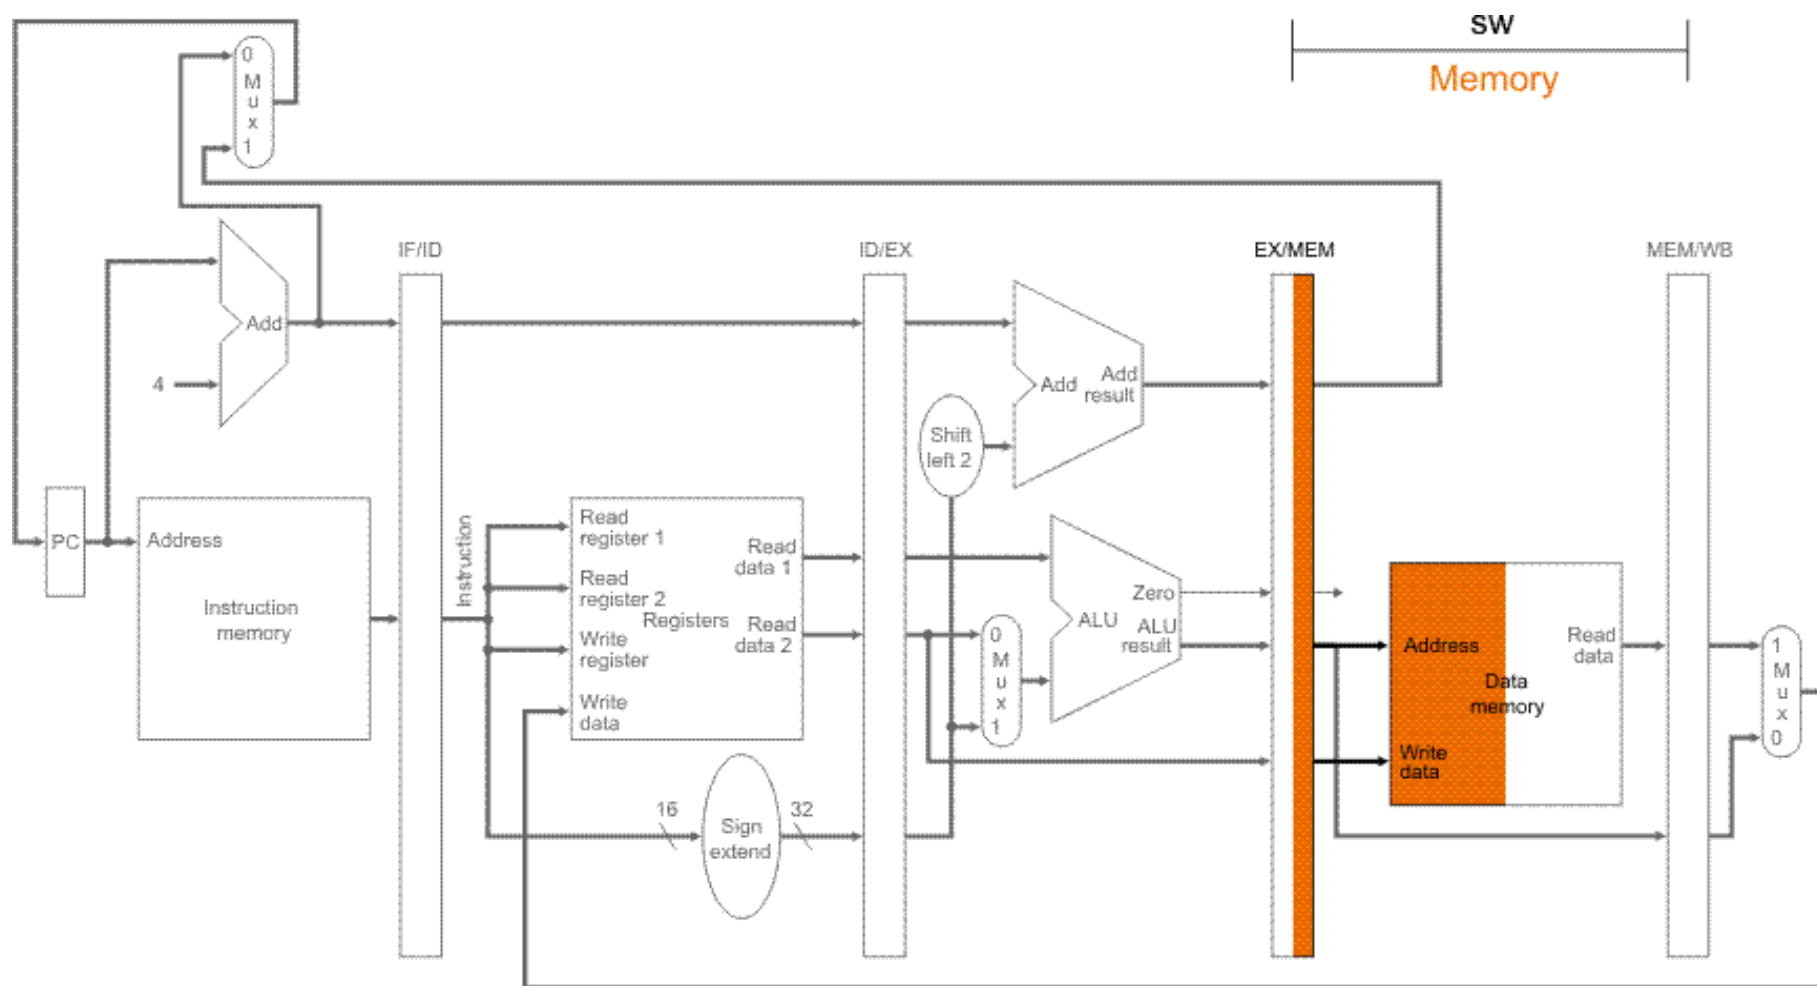 SW
Memory
0
M
u
x
1
IF/ID
ID/EX
EX/MEM
MEM/WB
Add
4
Add
Add
result
Shift
left 2
PC
Address
Instruction
memory
Instruction
Read
register 1
Read
register 2
Write
register
Write
data
Registers
Read
data 1
Read
data 2
0
M
u
x
1
ALU
Zero
ALU
result
Address
Read
data
Data
memory
Write
data
1
M
u
x
0
16
Sign
extend
32